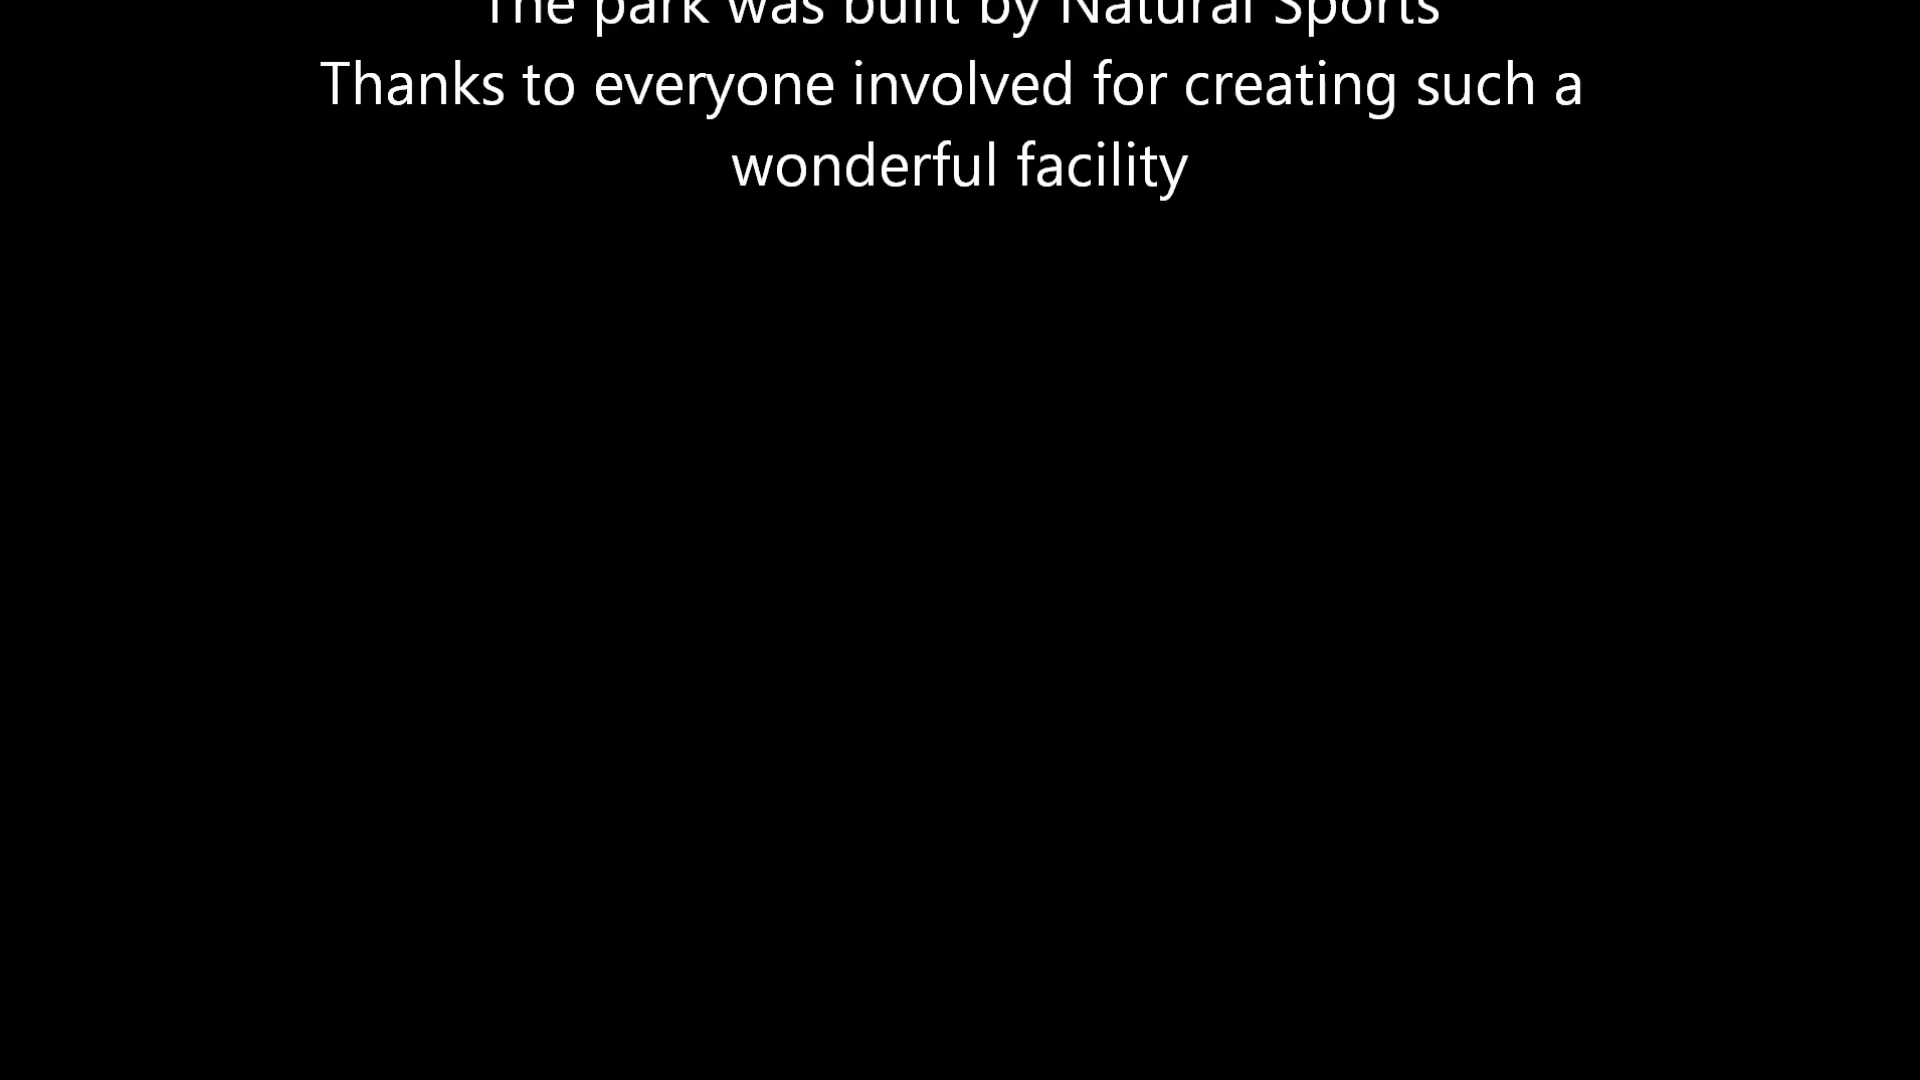 The park was built by Natural Sports
Thanks to everyone involved for creating such a
wonderful facility